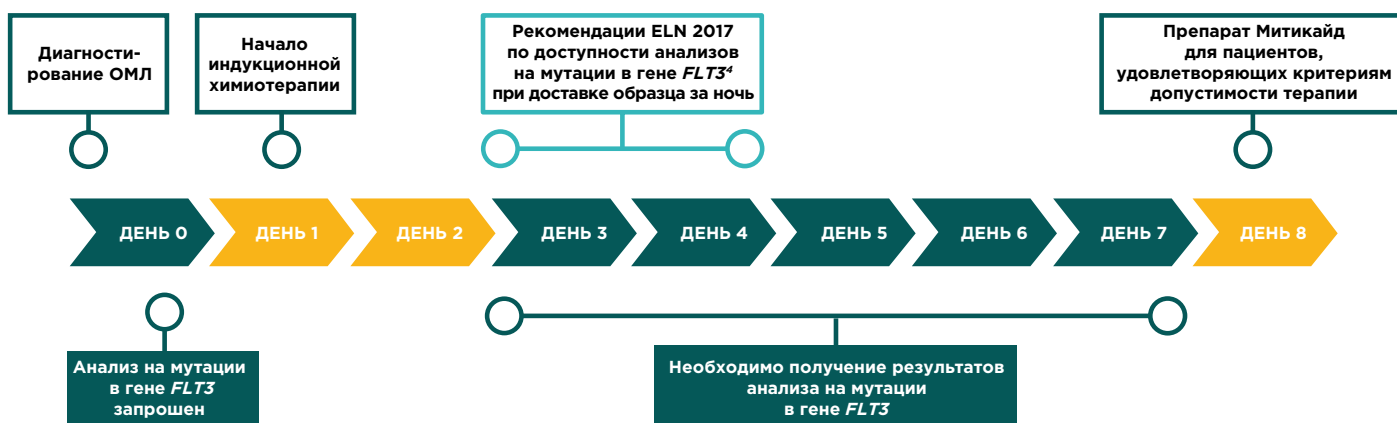 Диагности-
рование ОМЛ
Начало
индукционной
химиотерапии
Рекомендации ELN 2017
по доступности анализов
на мутации в гене FLT3⁴
при доставке образца за ночь
Препарат Митикайд
для пациентов,
удовлетворяющих критериям
допустимости терапии
ДЕНЬ 0
ДЕНЬ 1
ДЕНЬ 2
ДЕНЬ 3
ДЕНЬ 4
ДЕНЬ 5
ДЕНЬ 6
ДЕНЬ 7
ДЕНЬ 8
Анализ на мутации
в гене FLT3
запрошен
Необходимо получение результатов
анализа на мутации
в гене FLT3